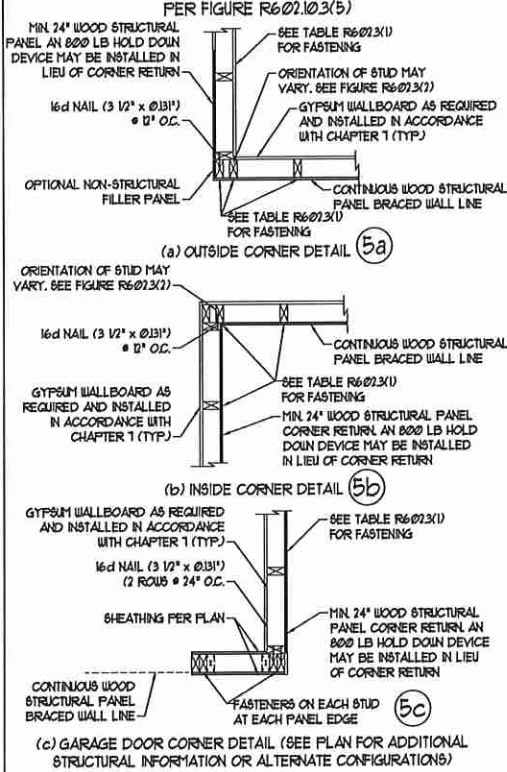 PER FIGURE R602.10.3(5)
MIN. 24" WOOD STRUCTURAL
PANEL AN 800 LB HOLD DOWN
DEVICE MAY BE INSTALLED IN
LIEU OF CORNER RETURN
16d NAIL (3 1/2" x Ø.131")
@ 12" O.C.
OPTIONAL NON-STRUCTURAL
FILLER PANEL
SEE TABLE R602.3(1)
FOR FASTENING
ORIENTATION OF STUD MAY
VARY. SEE FIGURE R602.3(2)
GYPSUM WALLBOARD AS REQUIRED
AND INSTALLED IN ACCORDANCE
WITH CHAPTER 7 (TYP.)
CONTINUOUS WOOD STRUCTURAL
PANEL BRACED WALL LINE
SEE TABLE R602.3(1)
FOR FASTENING
(a) OUTSIDE CORNER DETAIL 5a
ORIENTATION OF STUD MAY
VARY. SEE FIGURE R602.3(2)
16d NAIL (3 1/2" x Ø.131")
@ 12" O.C.
GYPSUM WALLBOARD AS
REQUIRED AND INSTALLED
IN ACCORDANCE WITH
CHAPTER 7 (TYP.)
CONTINUOUS WOOD STRUCTURAL
PANEL BRACED WALL LINE
SEE TABLE R602.3(1)
FOR FASTENING
MIN. 24" WOOD STRUCTURAL PANEL
CORNER RETURN. AN 800 LB HOLD
DOWN DEVICE MAY BE INSTALLED
IN LIEU OF CORNER RETURN
(b) INSIDE CORNER DETAIL 5b
GYPSUM WALLBOARD AS REQUIRED
AND INSTALLED IN ACCORDANCE
WITH CHAPTER 7 (TYP.)
16d NAIL (3 1/2" x Ø.131")
(2 ROWS @ 24" O.C.
SHEATHING PER PLAN
CONTINUOUS WOOD
STRUCTURAL PANEL
BRACED WALL LINE
SEE TABLE R602.3(1)
FOR FASTENING
MIN. 24" WOOD STRUCTURAL
PANEL CORNER RETURN. AN
800 LB HOLD DOWN DEVICE
MAY BE INSTALLED IN LIEU
OF CORNER RETURN
FASTENERS ON EACH STUD
AT EACH PANEL EDGE
5c
(c) GARAGE DOOR CORNER DETAIL (SEE PLAN FOR ADDITIONAL
STRUCTURAL INFORMATION OR ALTERNATE CONFIGURATIONS)